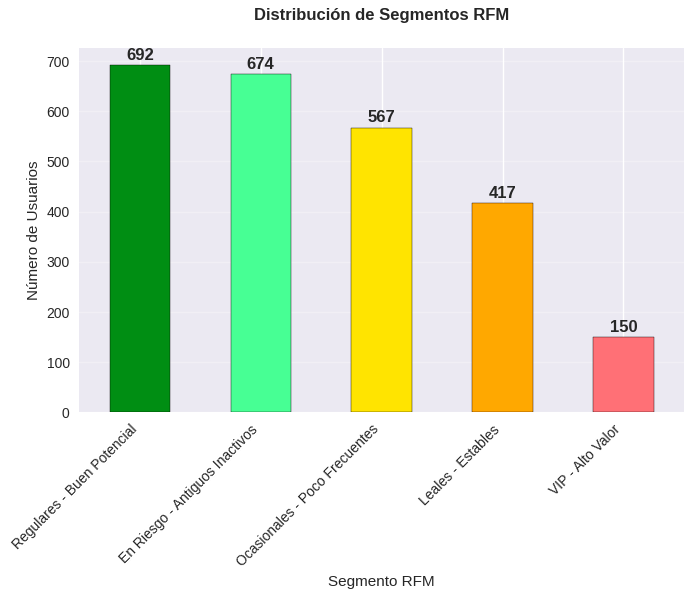 Distribución de Segmentos RFM
Número de Usuarios
700
600
500
400
300
200
100
0
692
674
567
417
150
Regulares - Buen Potencial
En Riesgo - Antiguos Inactivos
Ocasionales - Poco Frecuentes
Leales - Estables
VIP - Alto Valor
Segmento RFM